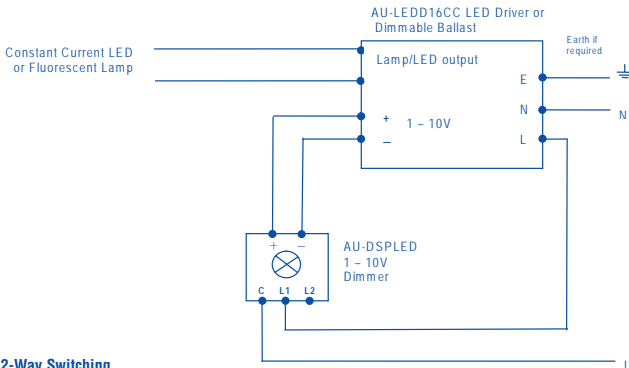 AU-LEDD16CC LED Driver or
Dimmable Ballast
Constant Current LED
or Fluorescent Lamp
Lamp/LED output
Earth if
required
E
N
N
+
1 – 10V
–
L
+ –
AU-DSPLED
1 – 10V
Dimmer
C L1 L2
2-Way Switching